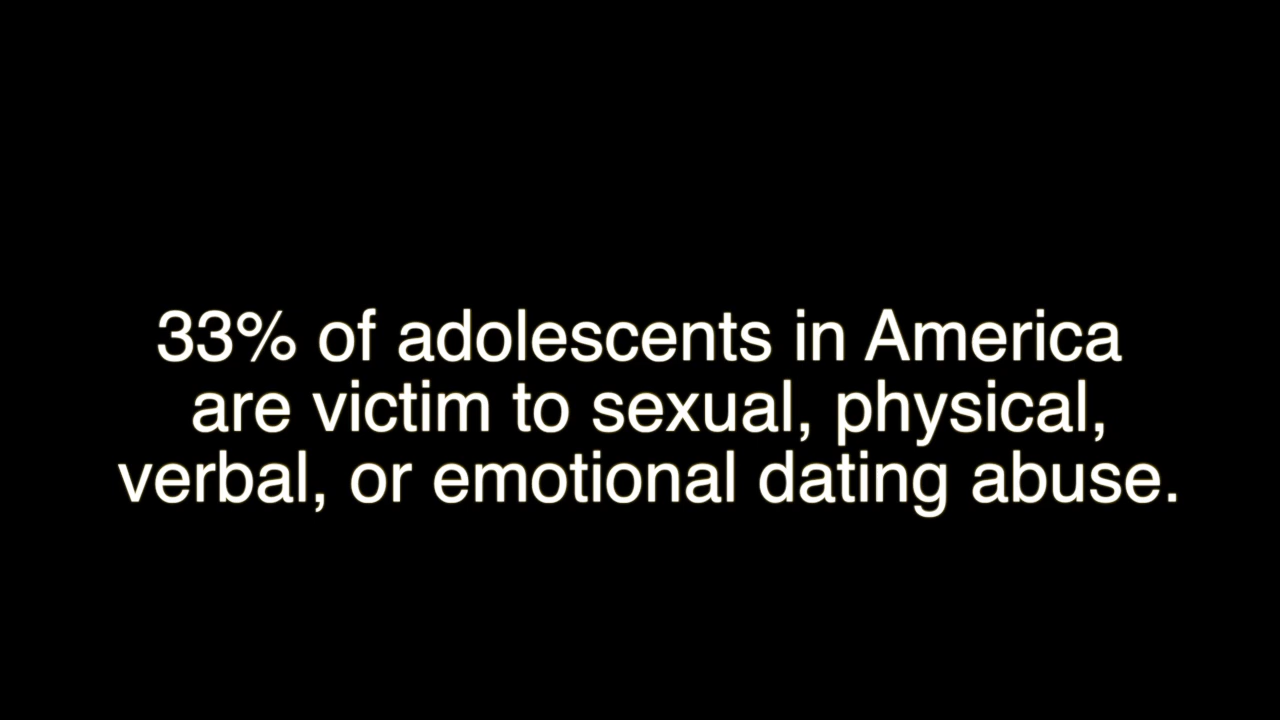 33% of adolescents in America
are victim to sexual, physical,
verbal, or emotional dating abuse.